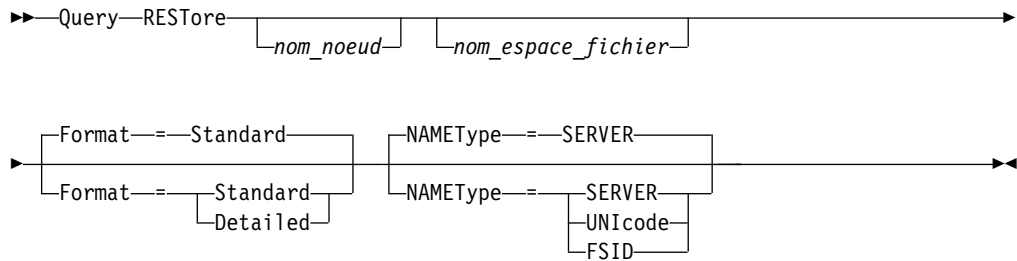 Query RESTore
nom_noeud nom_espace_fichier
Format = Standard NAMEType = SERVER
Format = Standard NAMEType = SERVER
Detailed UNIcode
FSID